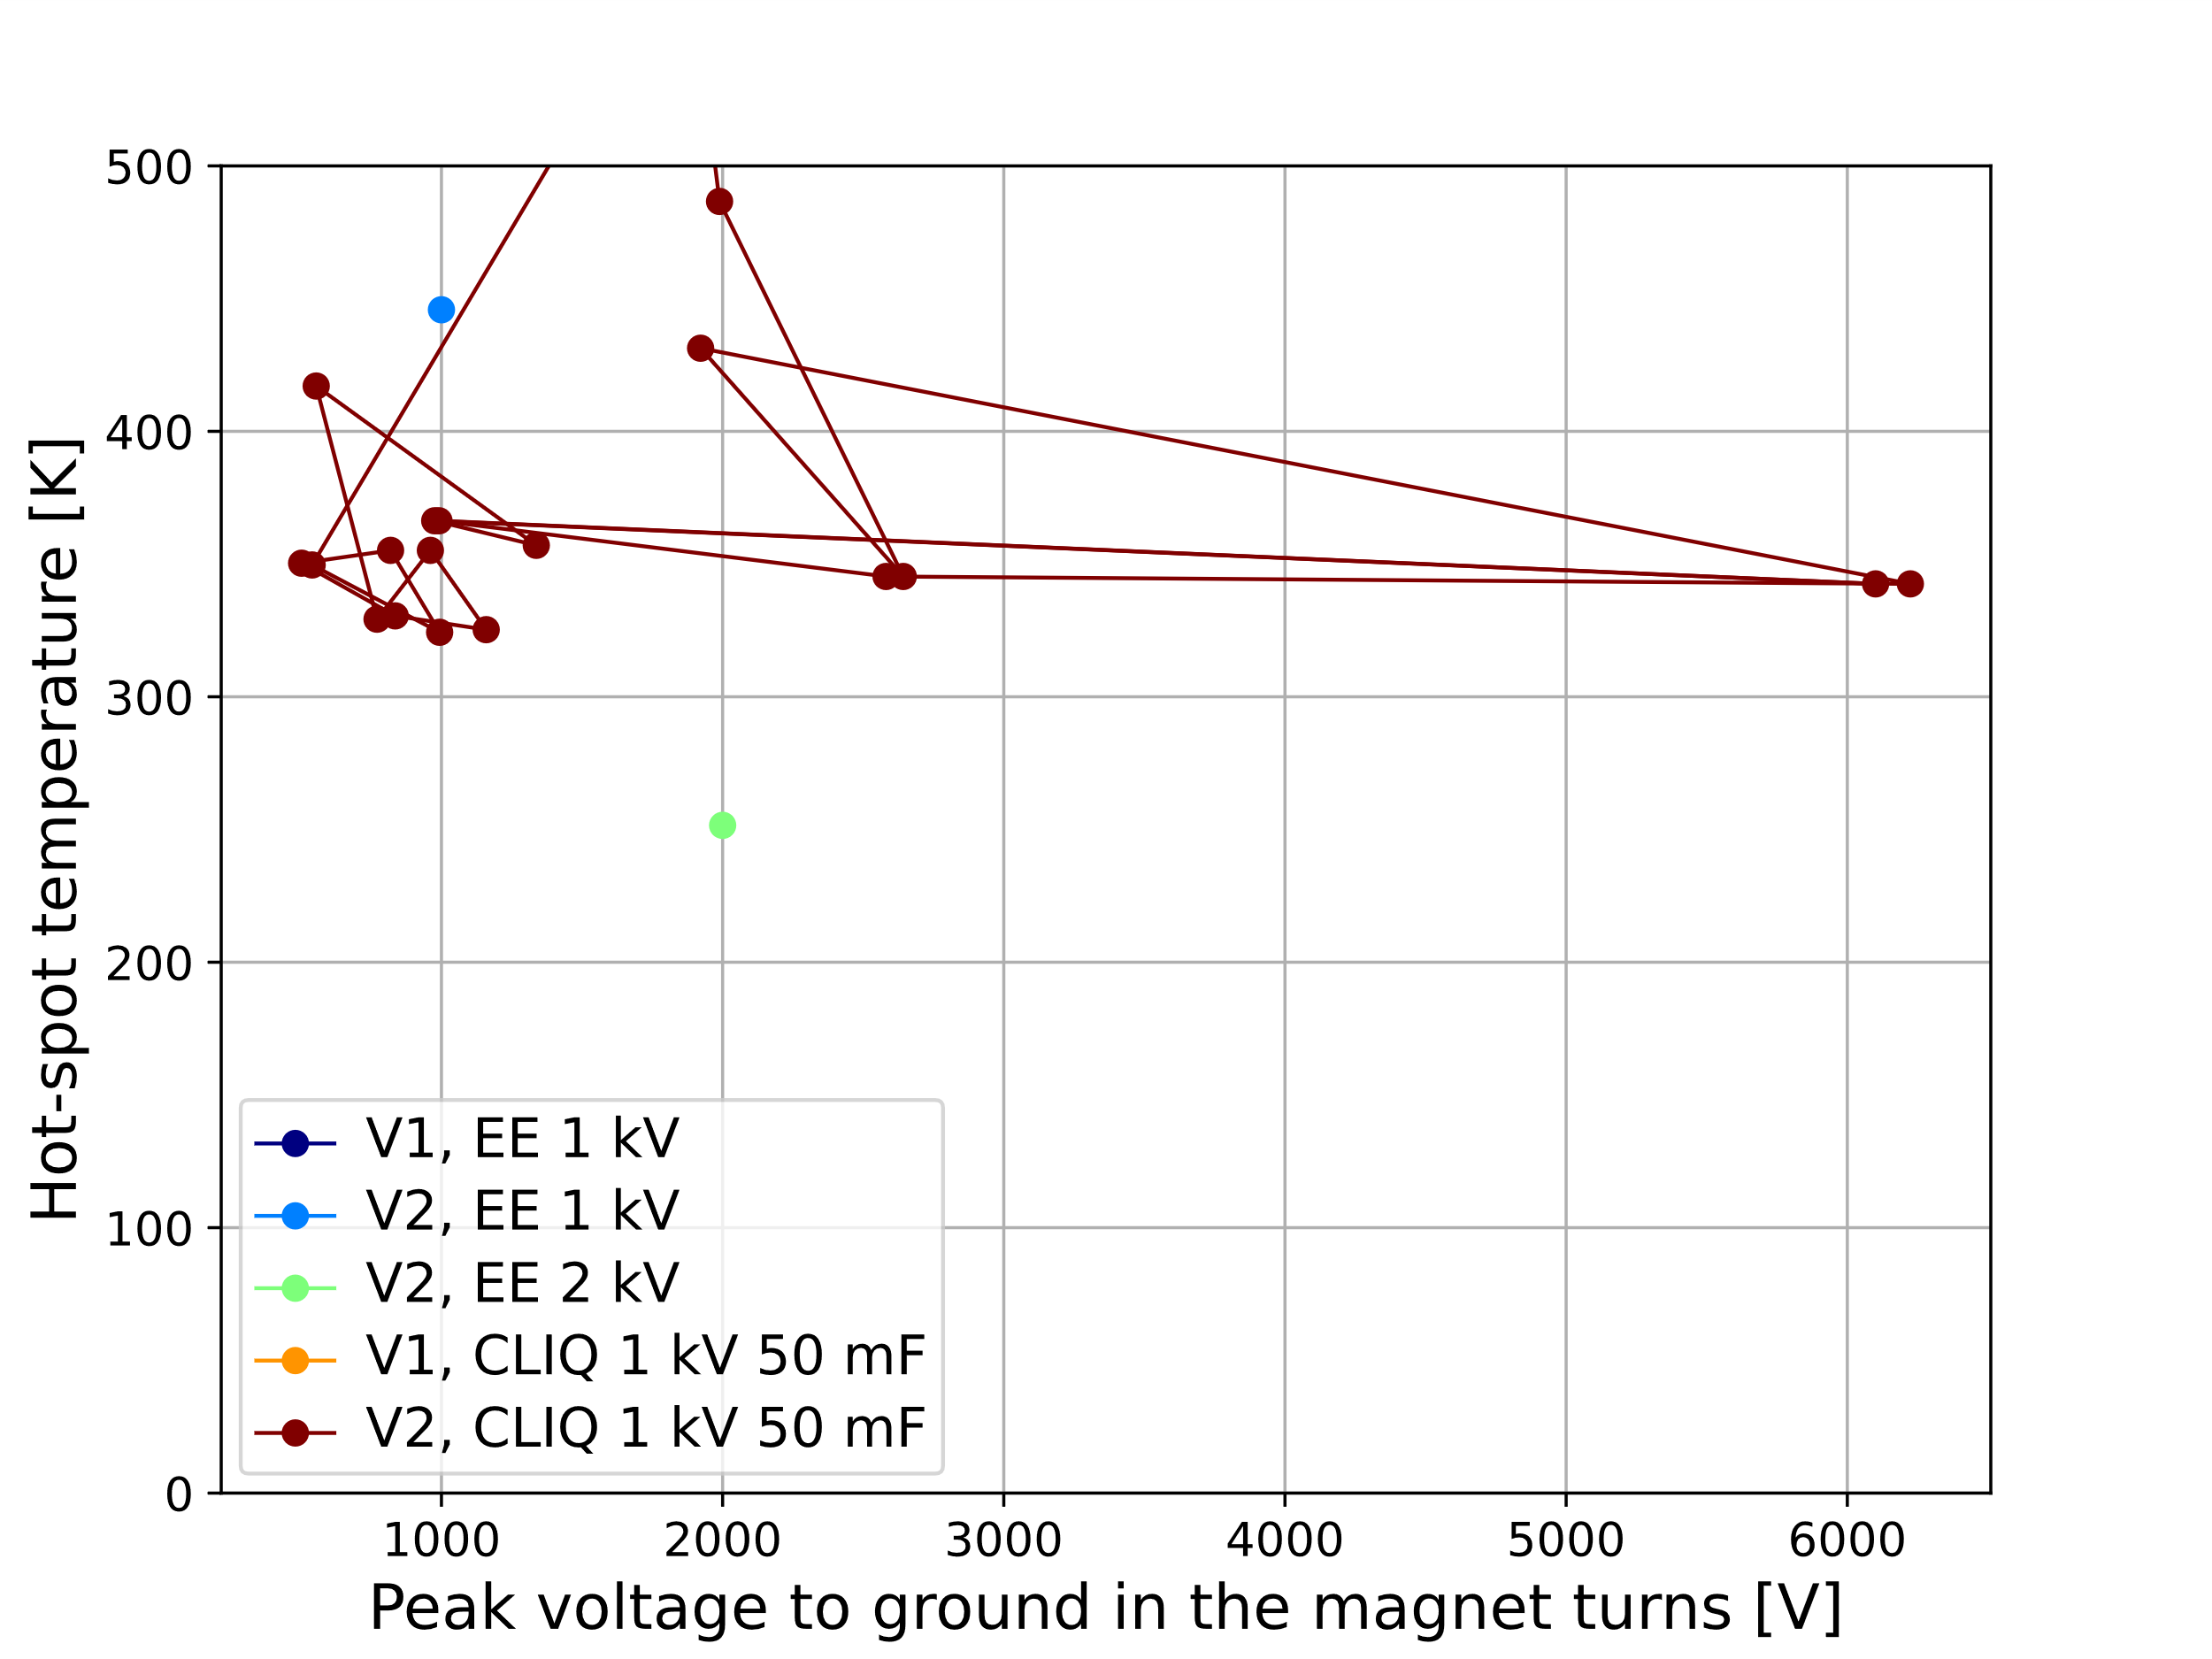 500
400
300
200
100
0
Hot-spot temperature [K]
V1, EE 1 kV
V2, EE 1 kV
V2, EE 2 kV
V1, CLIQ 1 kV 50 mF
V2, CLIQ 1 kV 50 mF
1000 2000 3000 4000 5000 6000
Peak voltage to ground in the magnet turns [V]